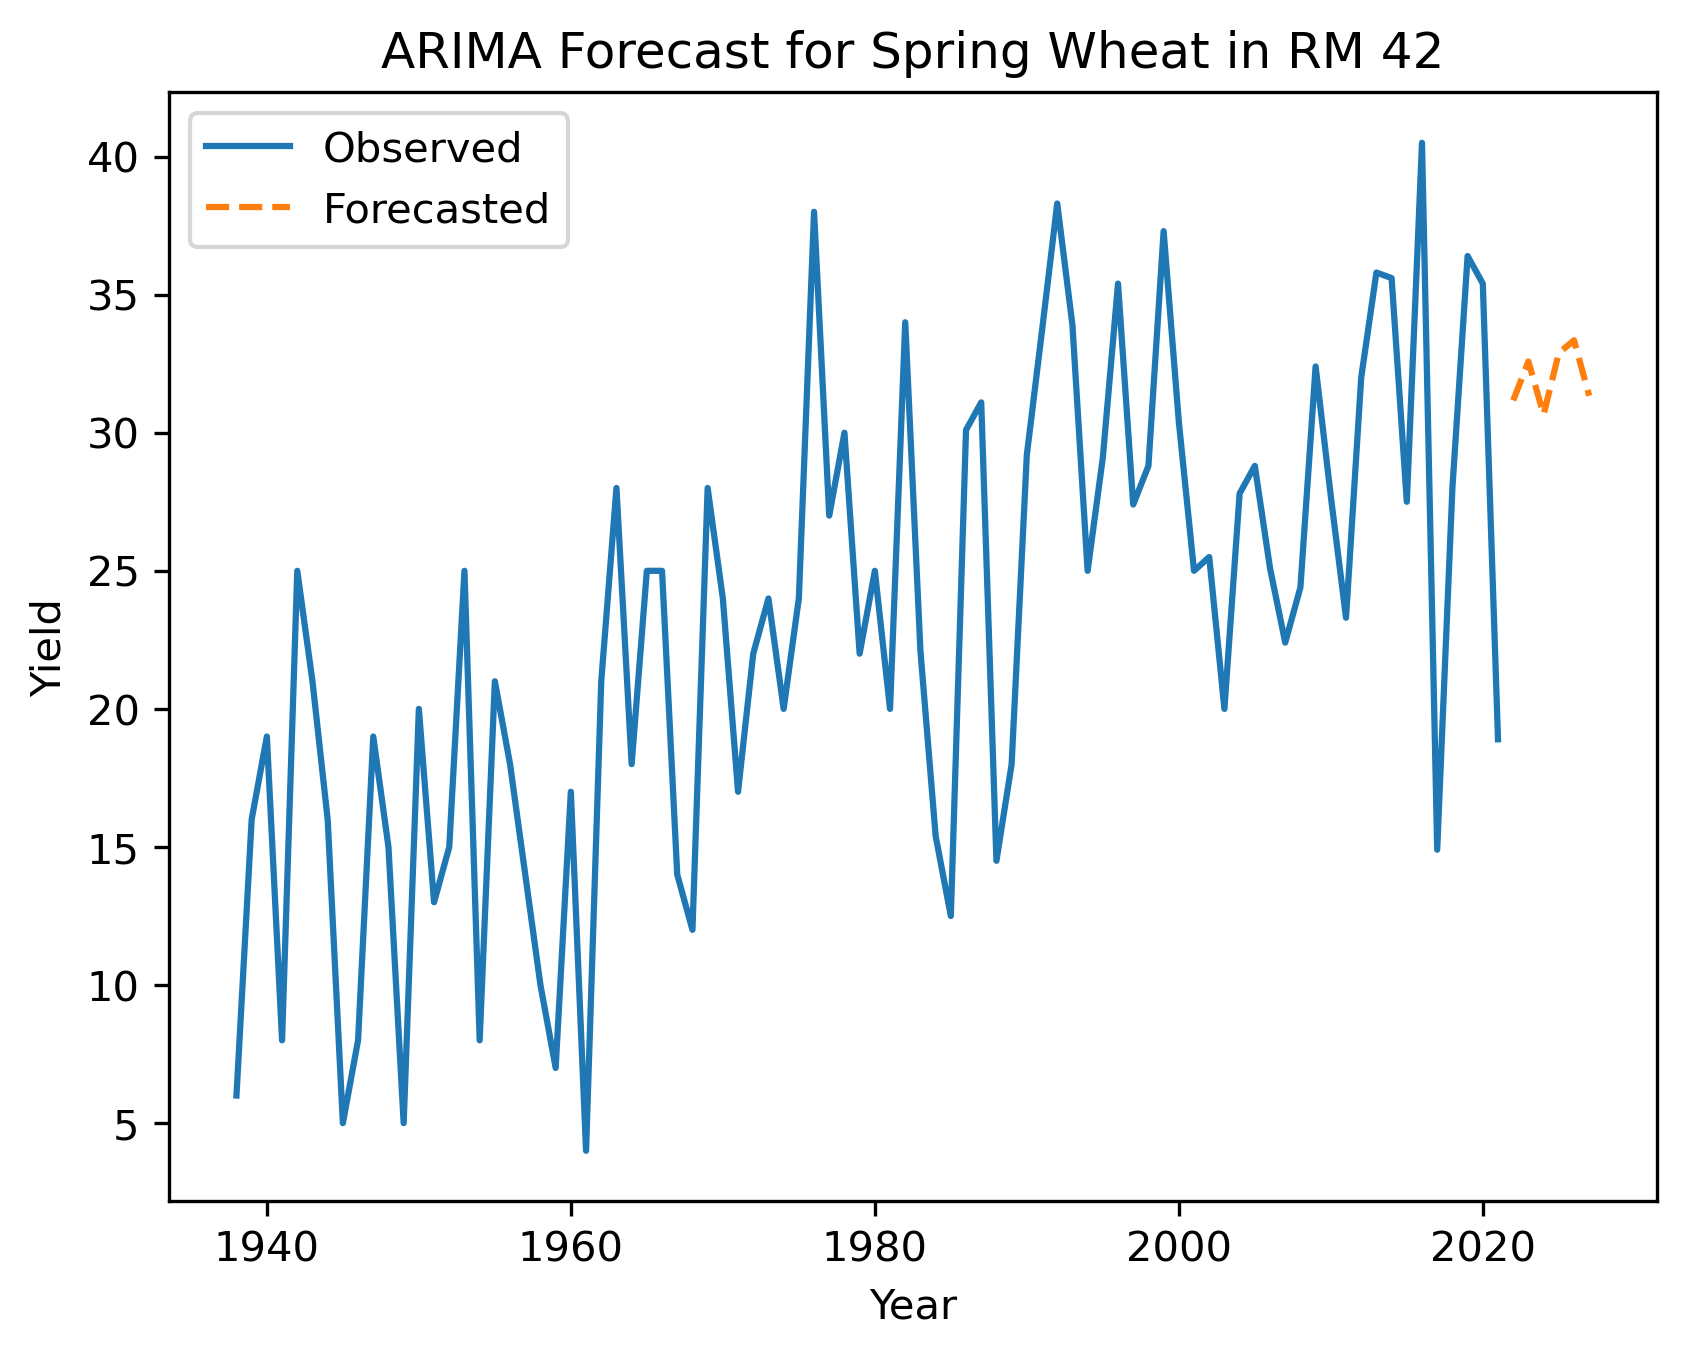 ARIMA Forecast for Spring Wheat in RM 42
Observed
Forecasted
40
35
30
25
20
15
10
5
Yield
1940 1960 1980 2000 2020
Year